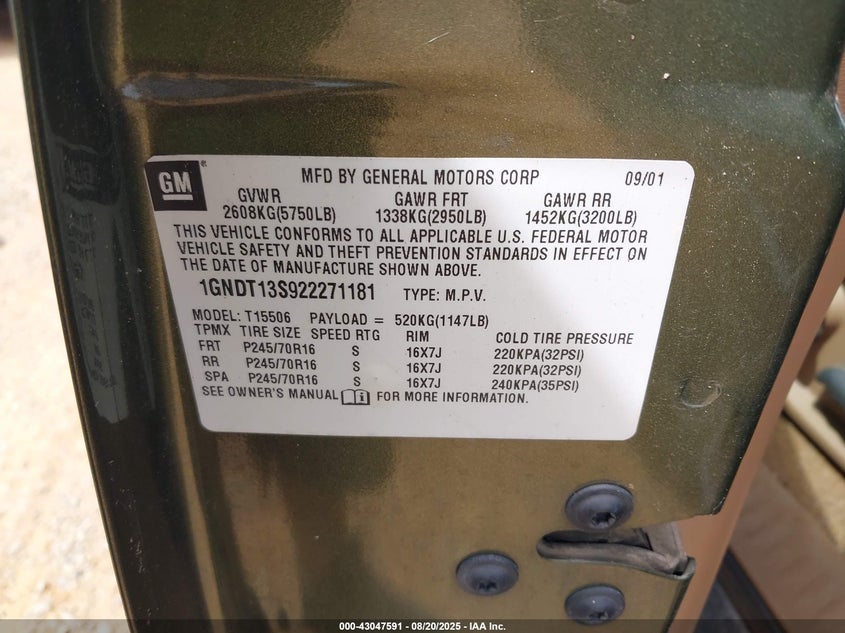 GM
MFD BY GENERAL MOTORS CORP 09/01
GVWR GAWR FRT GAWR RR
2608KG(5750LB) 1338KG(2950LB) 1452KG(3200LB)
THIS VEHICLE CONFORMS TO ALL APPLICABLE U.S. FEDERAL MOTOR
VEHICLE SAFETY AND THEFT PREVENTION STANDARDS IN EFFECT ON
THE DATE OF MANUFACTURE SHOWN ABOVE.
1GNDT13S922271181 TYPE: M.P.V.
MODEL: T15506 PAYLOAD = 520KG(1147LB)
TPMX TIRE SIZE SPEED RTG RIM COLD TIRE PRESSURE
FRT P245/70R16 S 16X7J 220KPA(32PSI)
RR P245/70R16 S 16X7J 220KPA(32PSI)
SPA P245/70R16 S 16X7J 240KPA(35PSI)
SEE OWNER'S MANUAL FOR MORE INFORMATION.
000-43047591 - 08/20/2025 - IAA Inc.